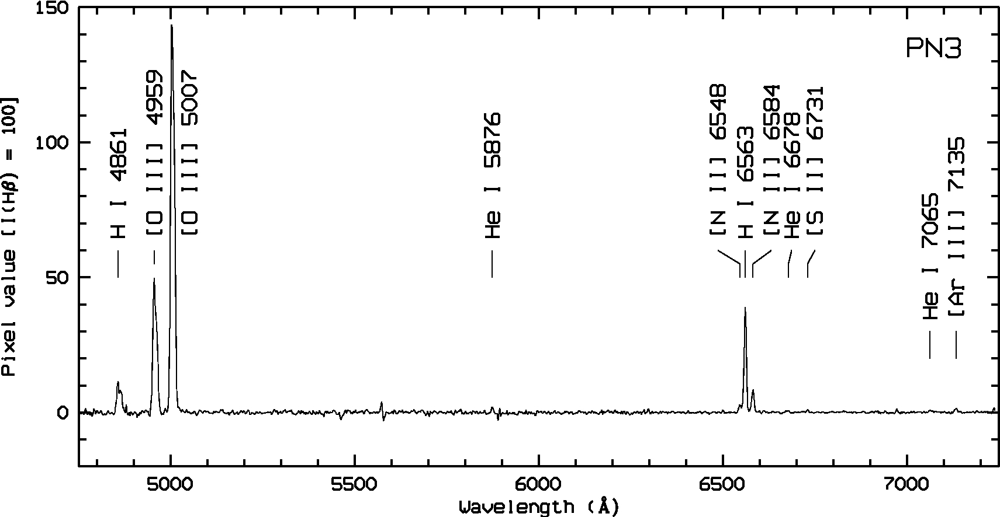 PN3
150
100
50
0
Pixel value [I(Hβ) = 100]
H I 4861
[O III] 4959
[O III] 5007
He I 5876
[N II] 6548
H I 6563
[N II] 6584
He I 6678
[S II] 6731
He I 7065
[Ar III] 7135
5000 5500 6000 6500 7000
Wavelength (Å)